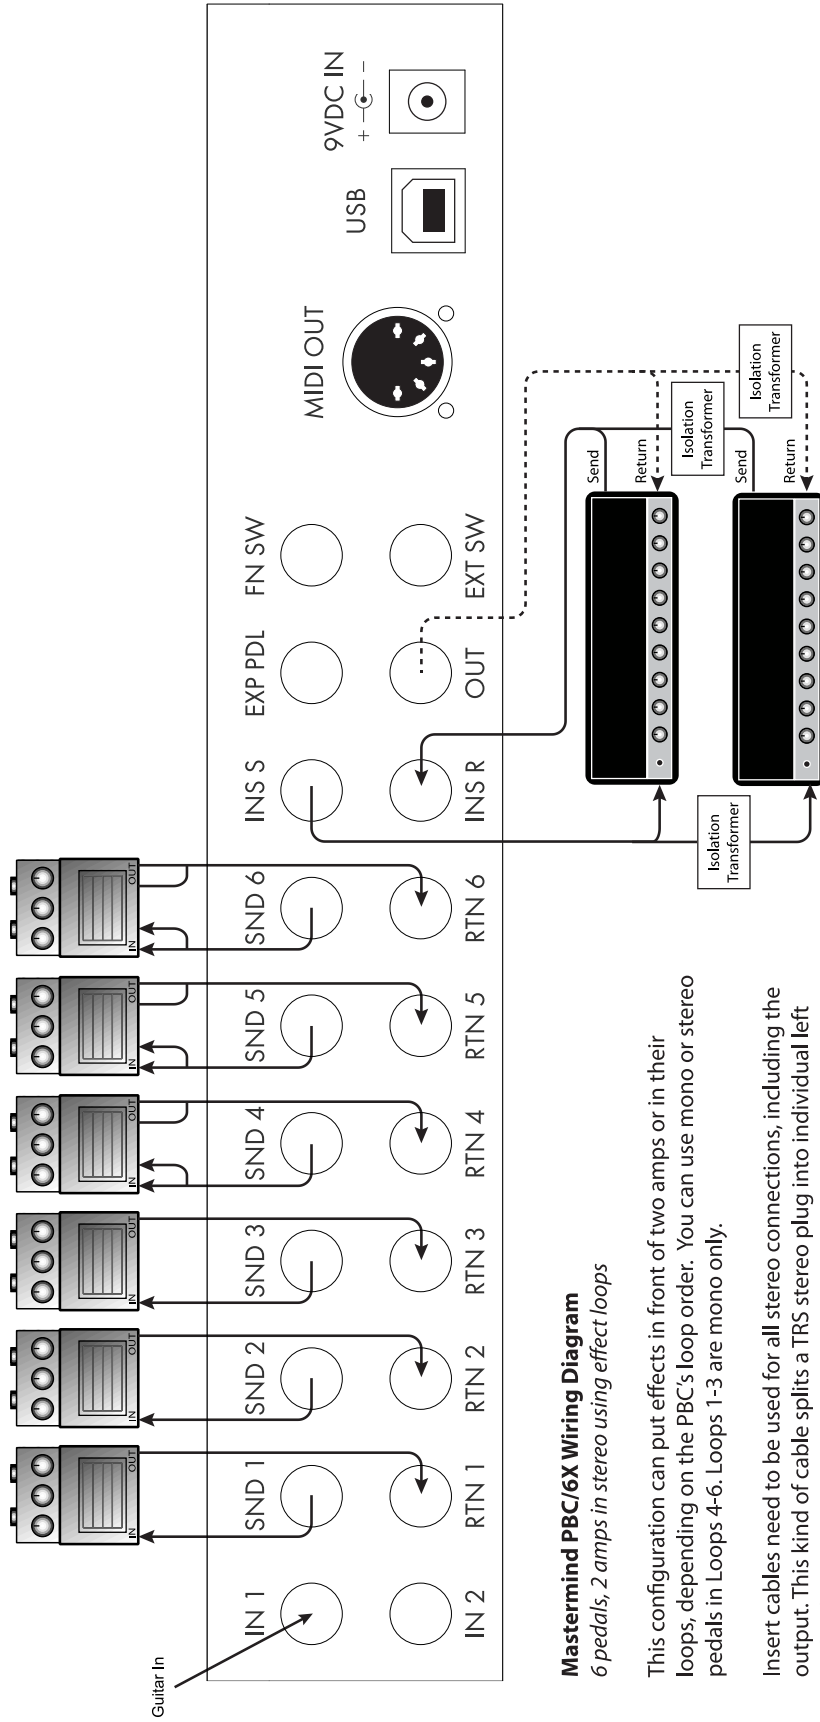 Guitar In
IN 1
SND 1
SND 2
SND 3
SND 4
SND 5
SND 6
INS S
EXP PDL
FN SW
MIDI OUT
USB
9VDC IN
+ −
IN 2
RTN 1
RTN 2
RTN 3
RTN 4
RTN 5
RTN 6
INS R
OUT
EXT SW
IN OUT
IN OUT
IN OUT
IN OUT
IN OUT
IN OUT
Send
Return
Send
Return
Isolation
Transformer
Isolation
Transformer
Isolation
Transformer
Mastermind PBC/6X Wiring Diagram
6 pedals, 2 amps in stereo using effect loops
This configuration can put effects in front of two amps or in their
loops, depending on the PBC's loop order. You can use mono or stereo
pedals in Loops 4-6. Loops 1-3 are mono only.
Insert cables need to be used for all stereo connections, including the
output. This kind of cable splits a TRS stereo plug into individual left